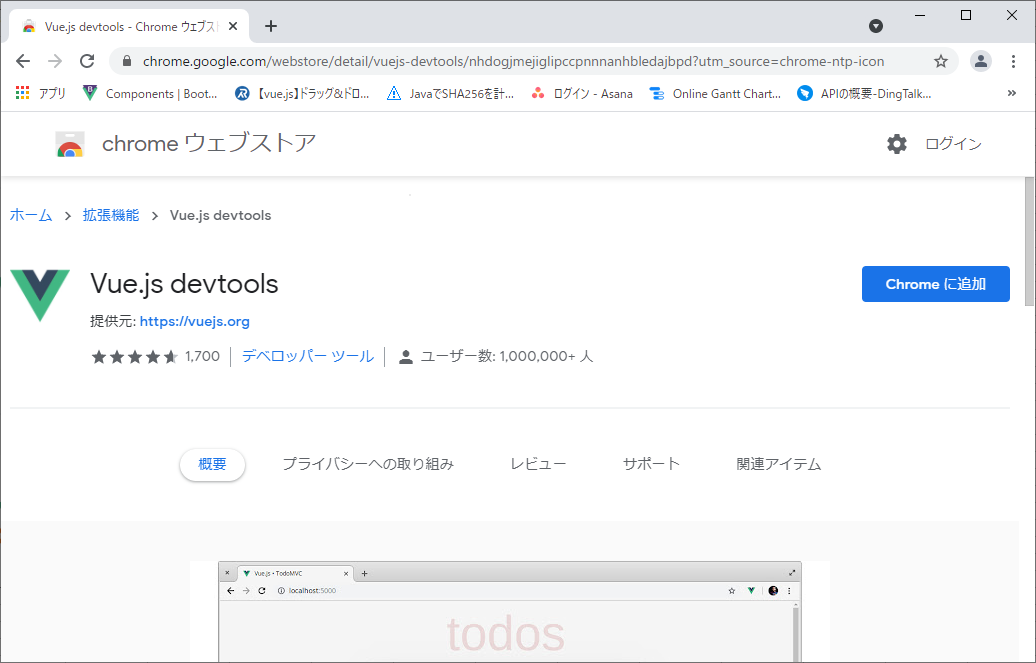 Vue.js devtools - Chrome ウェブスト
chrome.google.com/webstore/detail/vuejs-devtools/nhdogjmejiglipccpnnnanhbledajbpd?utm_source=chrome-ntp-icon
アプリ Components | Boot... 【vue.js】ドラッグ&ドロ... JavaでSHA256を計... ログイン - Asana Online Gantt Chart... APIの概要-DingTalk... »
chrome ウェブストア ログイン
ホーム > 拡張機能 > Vue.js devtools
Vue.js devtools Chrome に追加
提供元: https://vuejs.org
1,700 デベロッパー ツール ユーザー数: 1,000,000+ 人
概要 プライバシーへの取り組み レビュー サポート 関連アイテム
Vue.js • TodoMVC
localhost:5000
todos